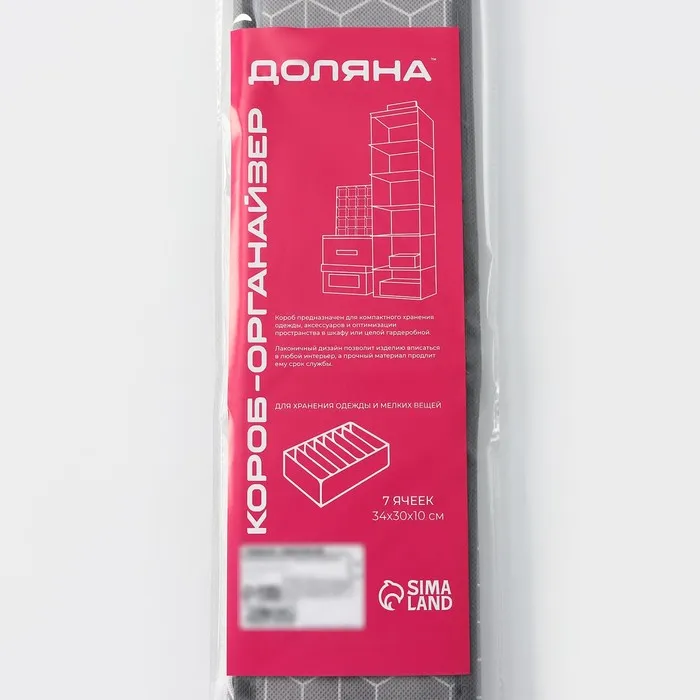 ДОЛЯНА™
КОРОБ-ОРГАНАЙЗЕР
Короб предназначен для компактного хранения
одежды, аксессуаров и оптимизации
пространства в шкафу или целой гардеробной.
Лаконичный дизайн позволит изделию вписаться
в любой интерьер, а прочный материал продлит
ему срок службы.
ДЛЯ ХРАНЕНИЯ ОДЕЖДЫ И МЕЛКИХ ВЕЩЕЙ
7 ЯЧЕЕК
34х30х10 см
SIMA
LAND